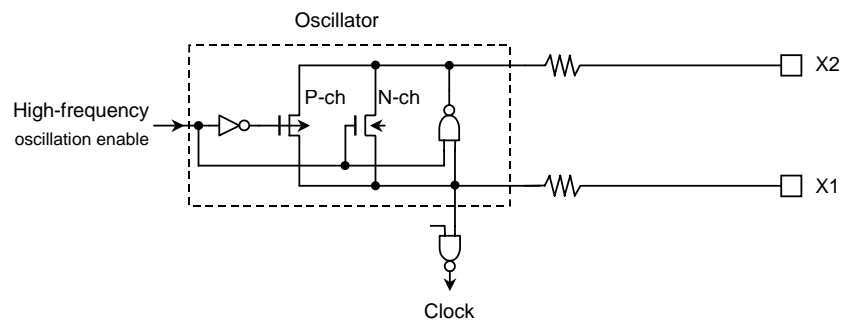 Oscillator
X2
P-ch N-ch
High-frequency
oscillation enable
X1
Clock